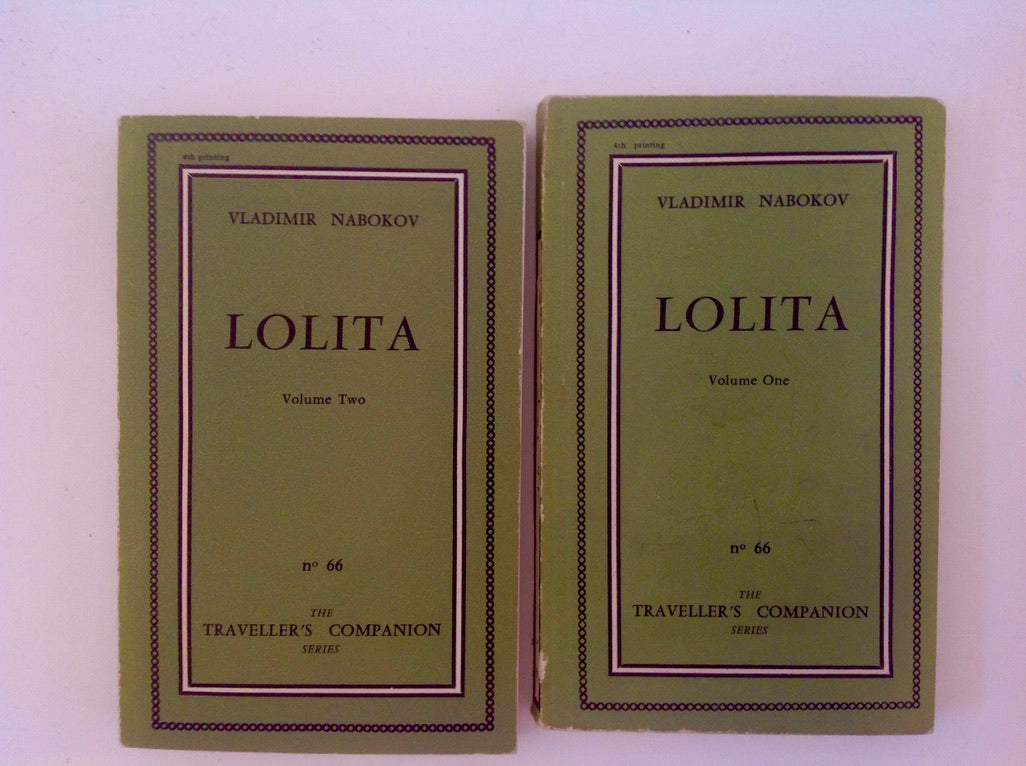 4th printing
VLADIMIR NABOKOV
LOLITA
Volume Two
nº 66
THE
TRAVELLER'S COMPANION
SERIES
4th printing
VLADIMIR NABOKOV
LOLITA
Volume One
nº 66
THE
TRAVELLER'S COMPANION
SERIES